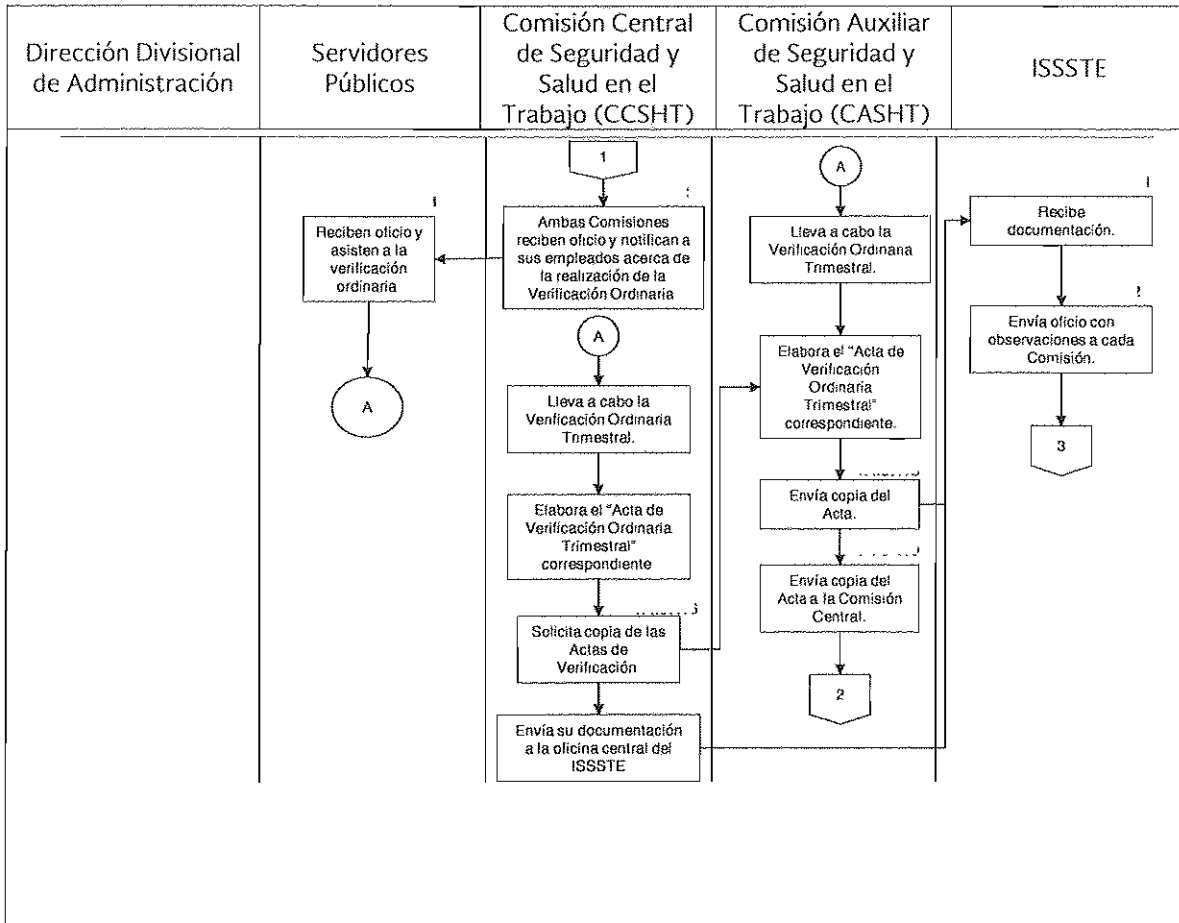 Dirección Divisional
de Administración
Servidores
Públicos
Comisión Central
de Seguridad y
Salud en el
Trabajo (CCSHT)
Comisión Auxiliar
de Seguridad y
Salud en el
Trabajo (CASHT)
ISSSTE
Reciben oficio y
asisten a la
verificación
ordinaria
A
1
Ambas Comisiones
reciben oficio y notifican a
sus empleados acerca de
la realización de la
Verificación Ordinaria
A
Lleva a cabo la
Verificación Ordinaria
Trimestral.
Elabora el "Acta de
Verificación Ordinaria
Trimestral"
correspondiente
Solicita copia de las
Actas de
Verificación
Envía su documentación
a la oficina central del
ISSSTE
A
Lleva a cabo la
Verificación Ordinaria
Trimestral.
Elabora el "Acta de
Verificación
Ordinaria
Trimestral"
correspondiente.
Envía copia del
Acta.
Envía copia del
Acta a la Comisión
Central.
2
Recibe
documentación.
Envía oficio con
observaciones a cada
Comisión.
3